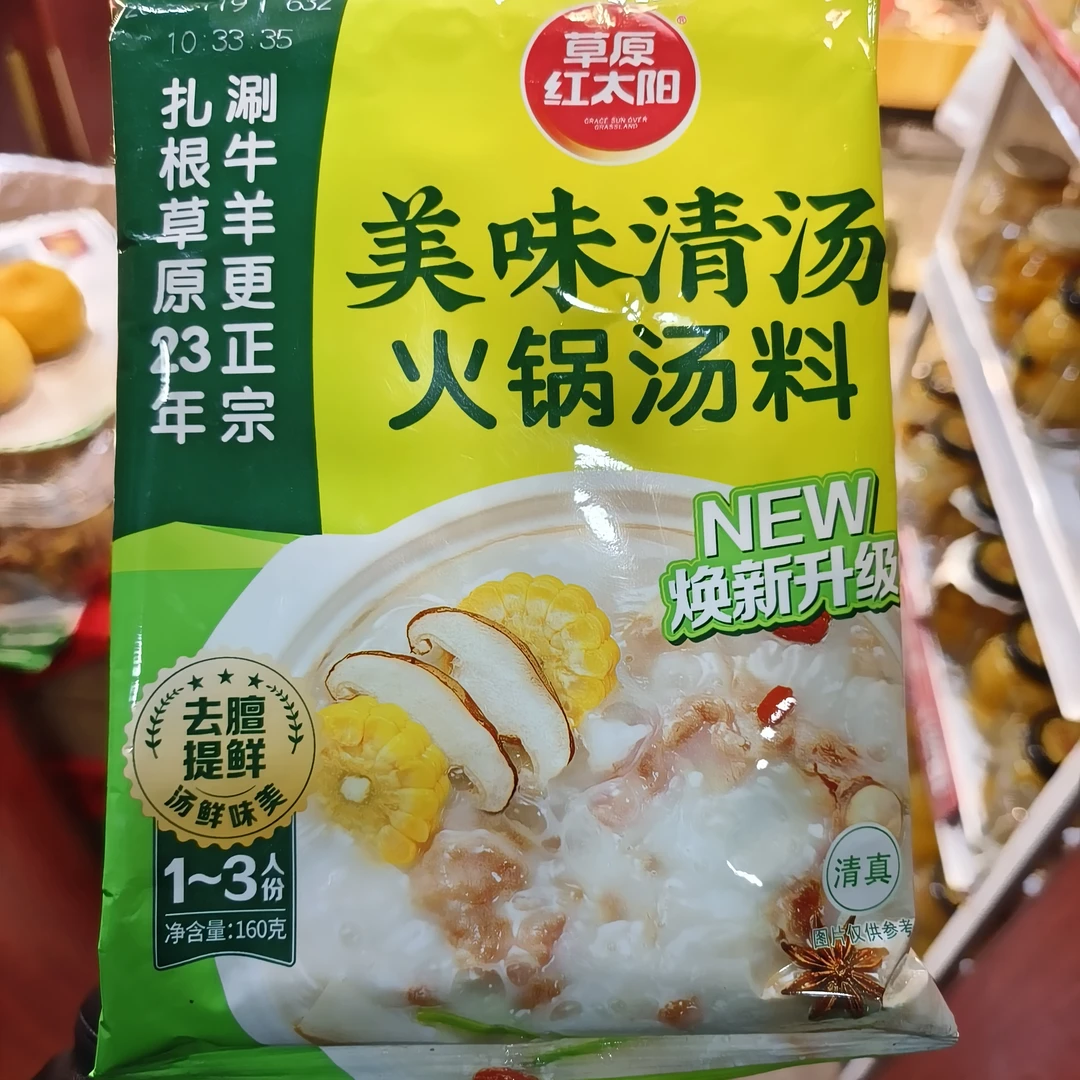 10:33:35
涮牛羊更正宗
扎根草原23年
草原
红太阳
®
GRACE SUN OVER
GRASSLAND
美味清汤
火锅汤料
NEW
焕新升级
去膻
提鲜
汤鲜味美
1~3人份
净含量:160克
清真
图片仅供参考